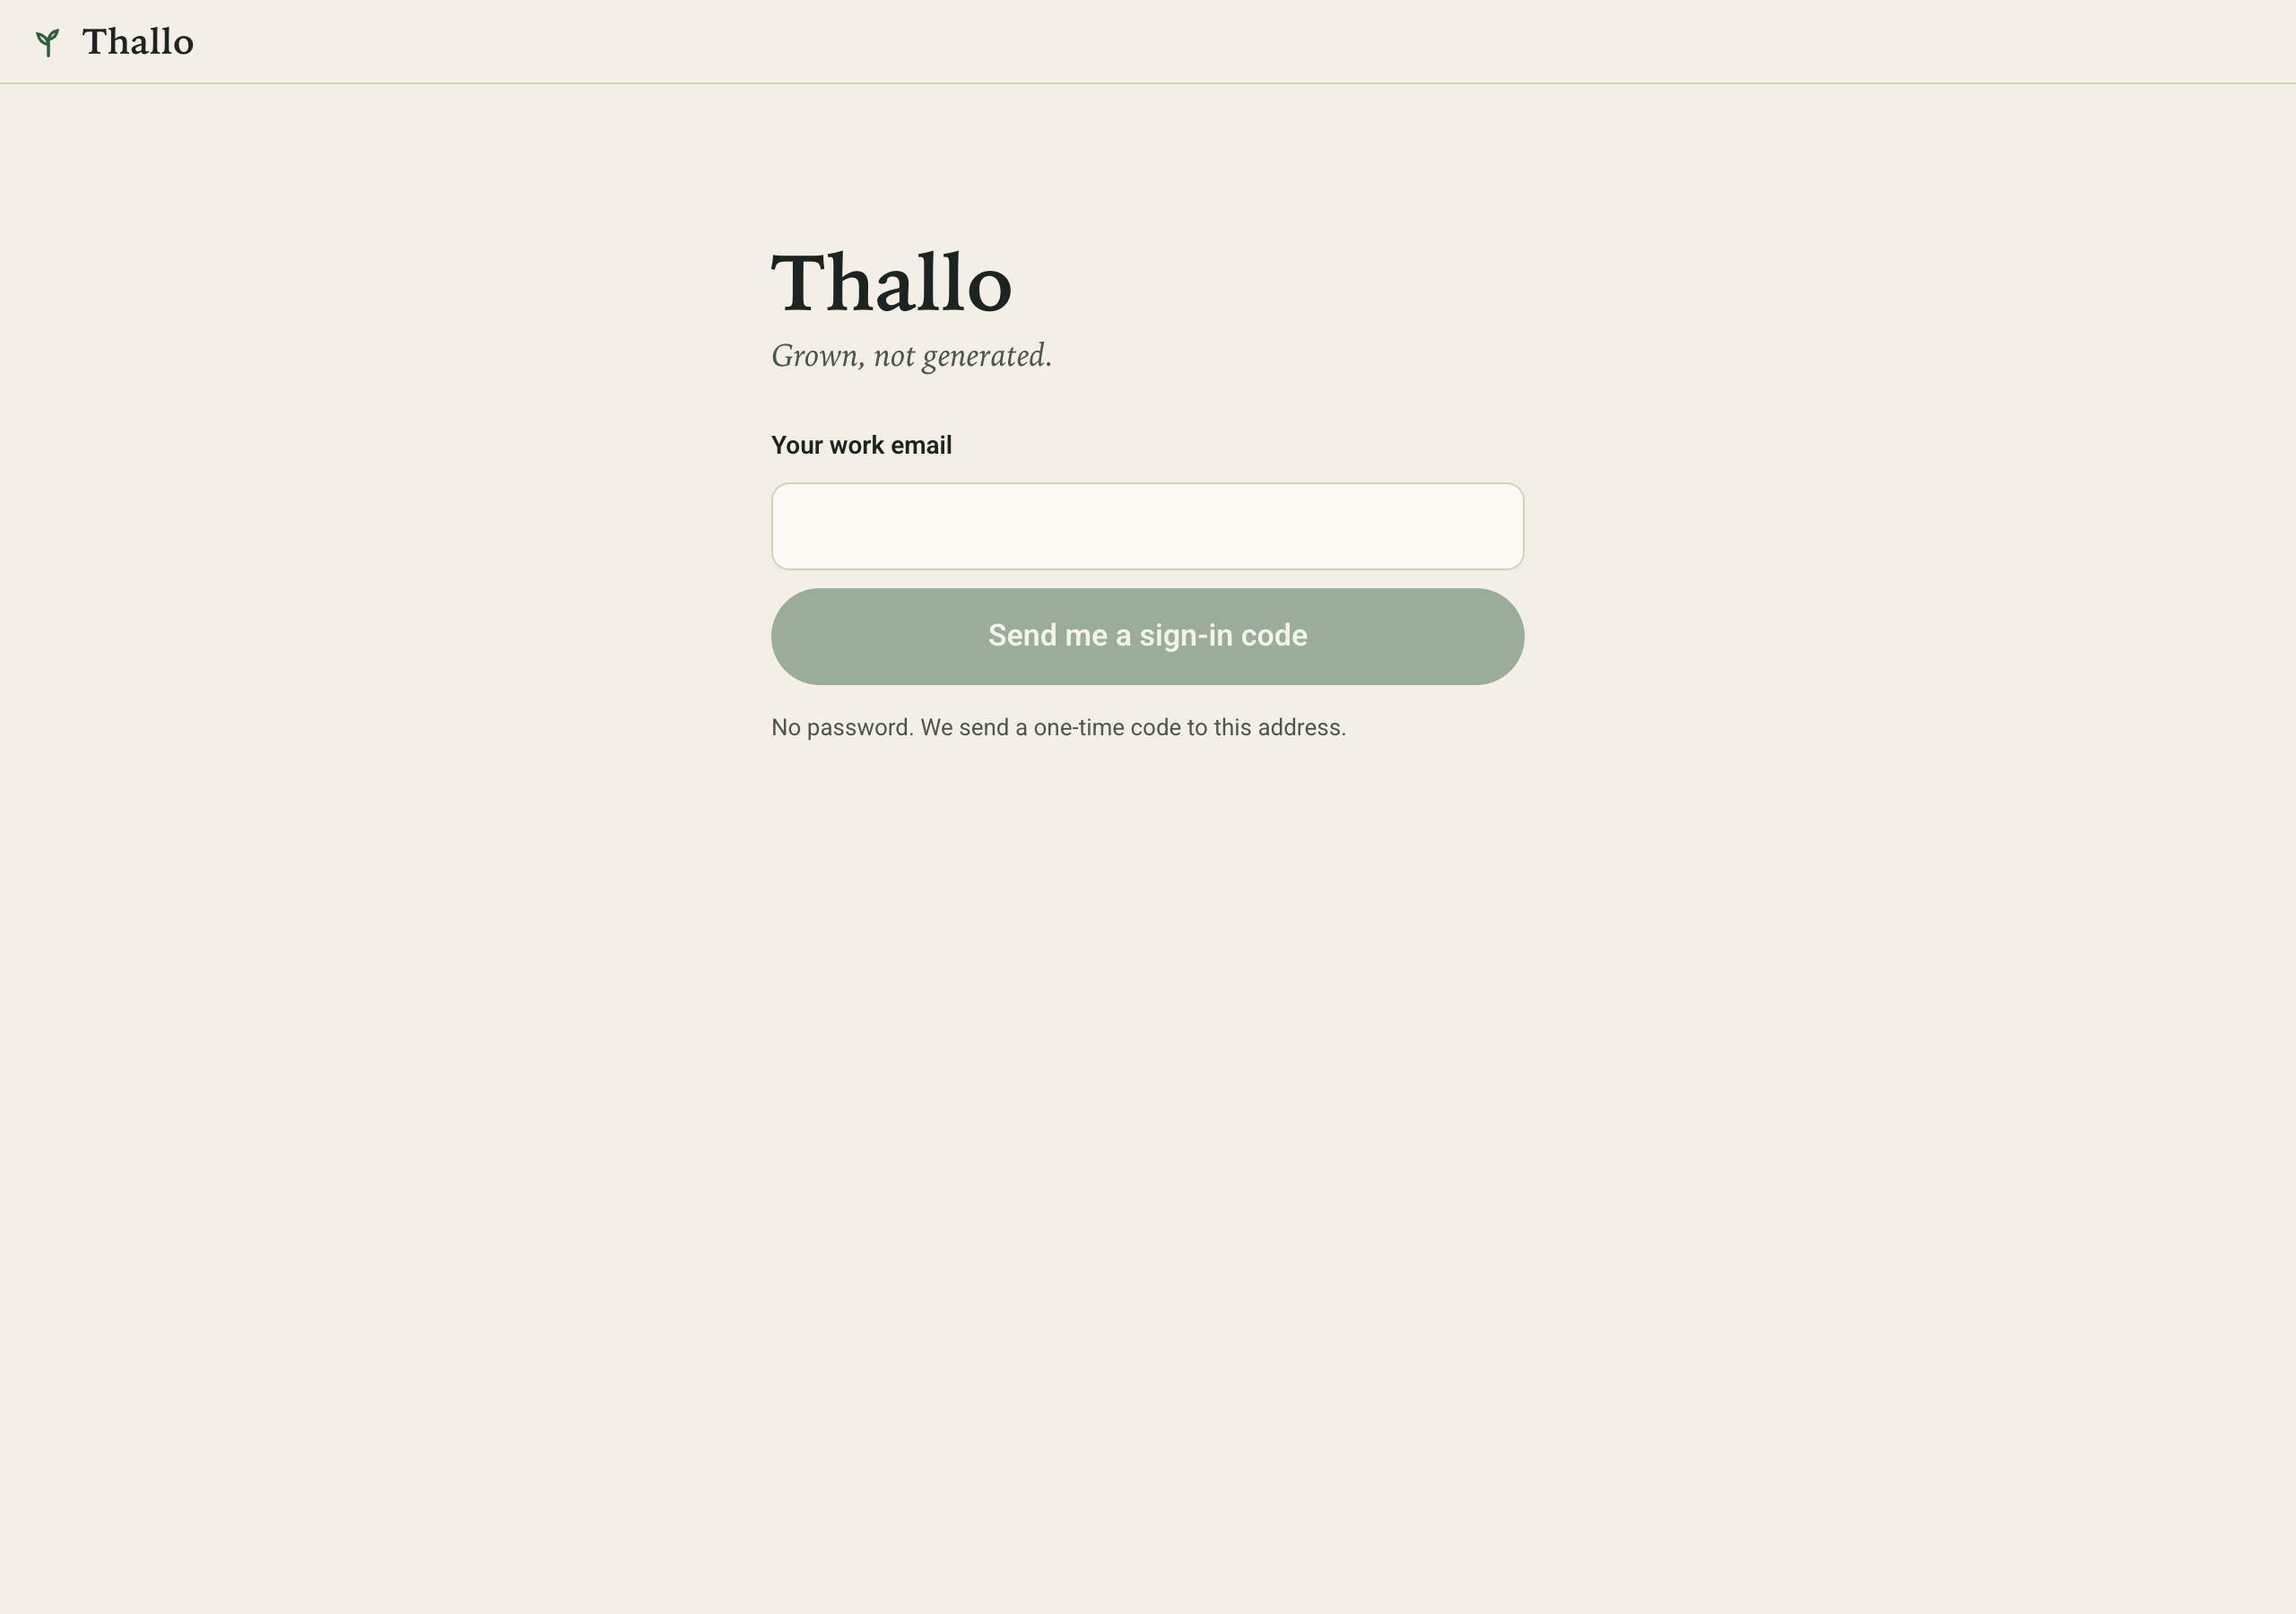 Thallo
Thallo
Grown, not generated.
Your work email
Send me a sign-in code
No password. We send a one-time code to this address.